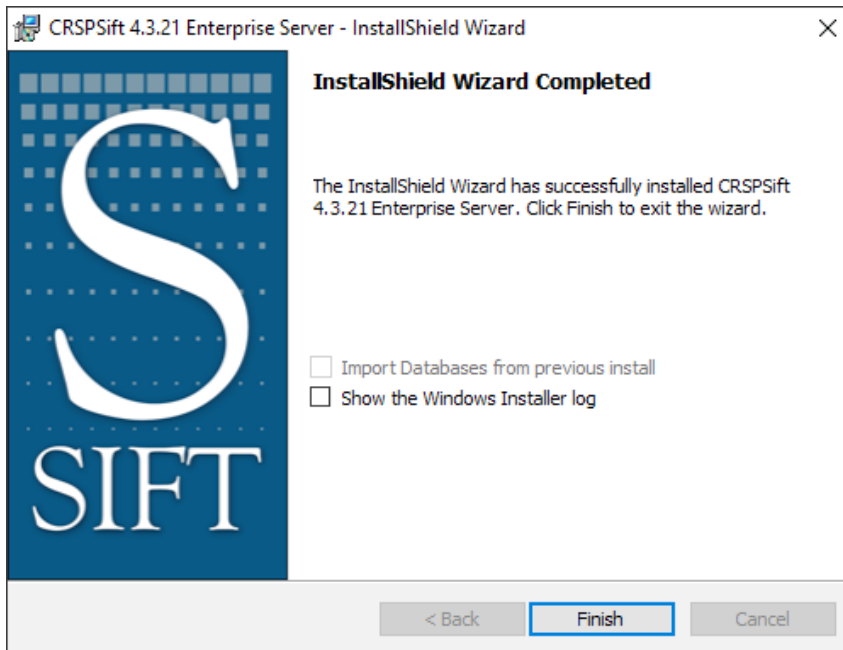 CRSPSift 4.3.21 Enterprise Server - InstallShield Wizard
InstallShield Wizard Completed
The InstallShield Wizard has successfully installed CRSPSift
4.3.21 Enterprise Server. Click Finish to exit the wizard.
Import Databases from previous install
Show the Windows Installer log
S
SIFT
< Back
Finish
Cancel